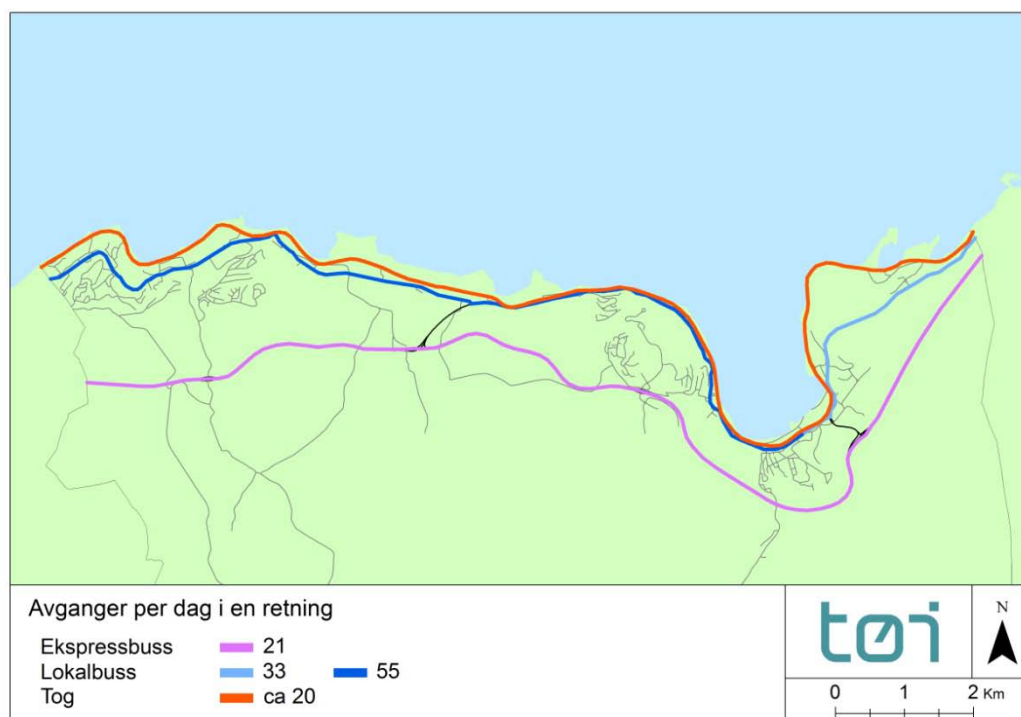 Avganger per dag i en retning
Ekspressbuss 21
Lokalbuss 33 55
Tog ca 20
tøi
N
0 1 2 Km